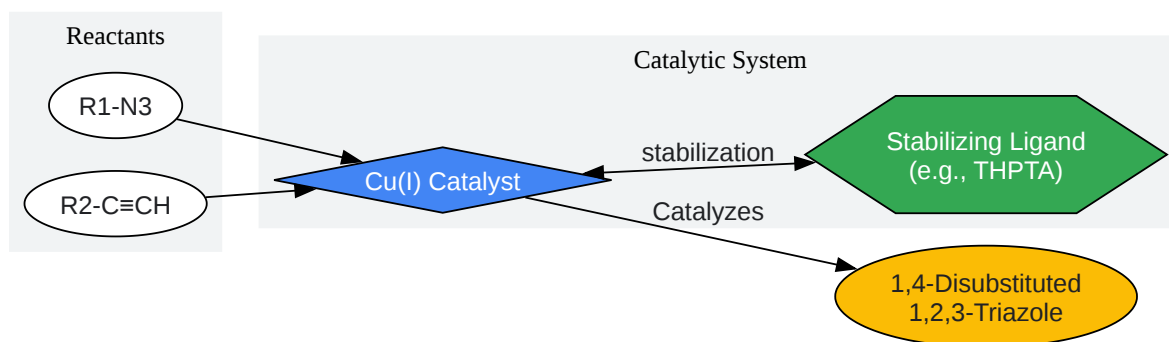 Reactants
Catalytic System
R1-N3
R2-C≡CH
Cu(I) Catalyst
stabilization
Stabilizing Ligand
(e.g., THPTA)
Catalyzes
1,4-Disubstituted
1,2,3-Triazole